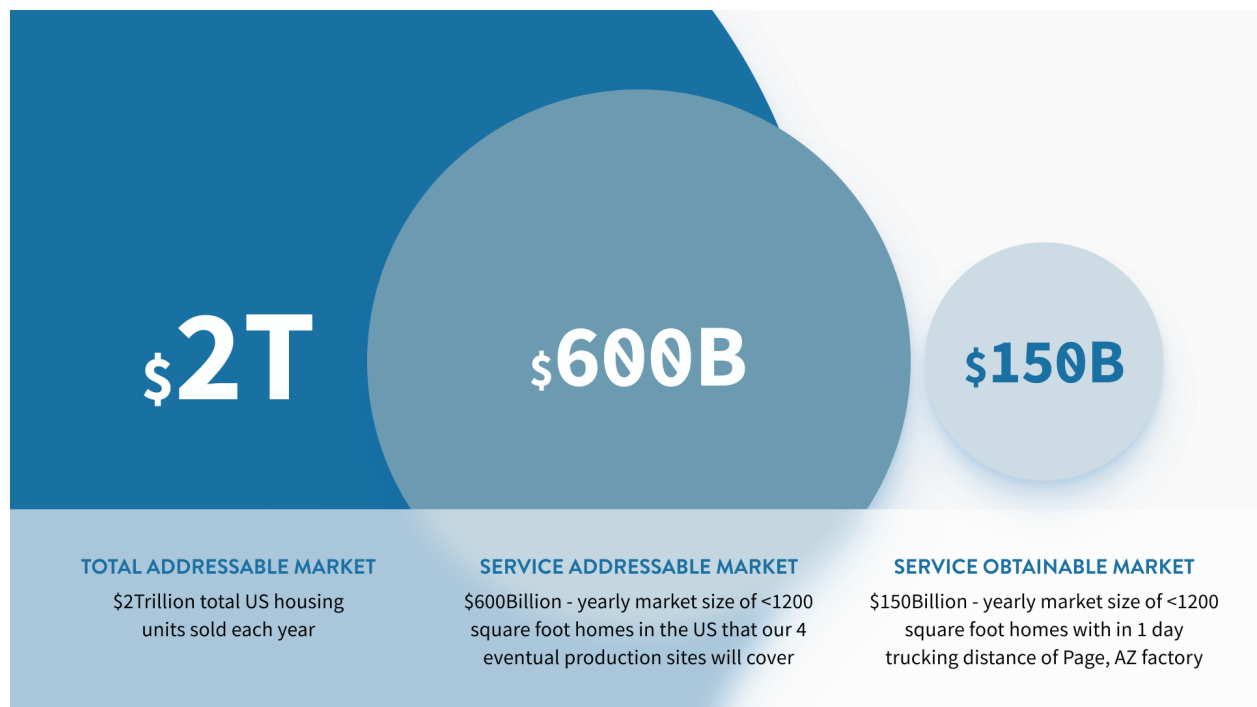 $2T
$600B
$150B
TOTAL ADDRESSABLE MARKET
$2Trillion total US housing
units sold each year
SERVICE ADDRESSABLE MARKET
$600Billion - yearly market size of <1200
square foot homes in the US that our 4
eventual production sites will cover
SERVICE OBTAINABLE MARKET
$150Billion - yearly market size of <1200
square foot homes with in 1 day
trucking distance of Page, AZ factory